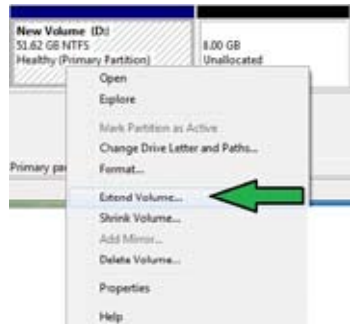 New Volume (D:)
51.62 GB NTFS
Healthy (Primary Partition)
8.00 GB
Unallocated
Open
Explore
Mark Partition as Active
Change Drive Letter and Paths...
Format...
Primary pa
Extend Volume...
Shrink Volume...
Add Mirror...
Delete Volume...
Properties
Help